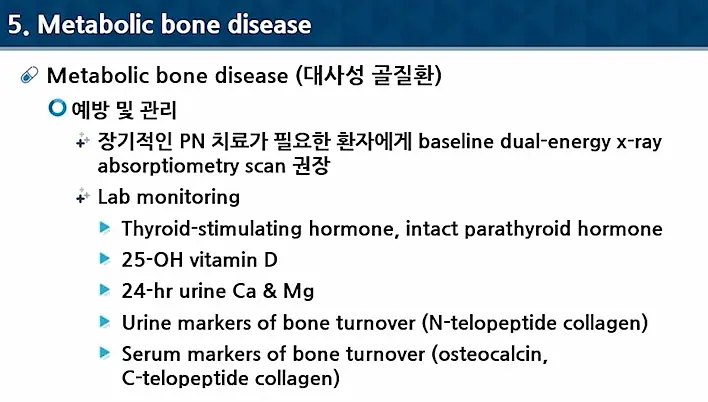 5. Metabolic bone disease
Metabolic bone disease (대사성 골질환)
예방 및 관리
장기적인 PN 치료가 필요한 환자에게 baseline dual-energy x-ray
absorptiometry scan 권장
Lab monitoring
Thyroid-stimulating hormone, intact parathyroid hormone
25-OH vitamin D
24-hr urine Ca & Mg
Urine markers of bone turnover (N-telopeptide collagen)
Serum markers of bone turnover (osteocalcin,
C-telopeptide collagen)